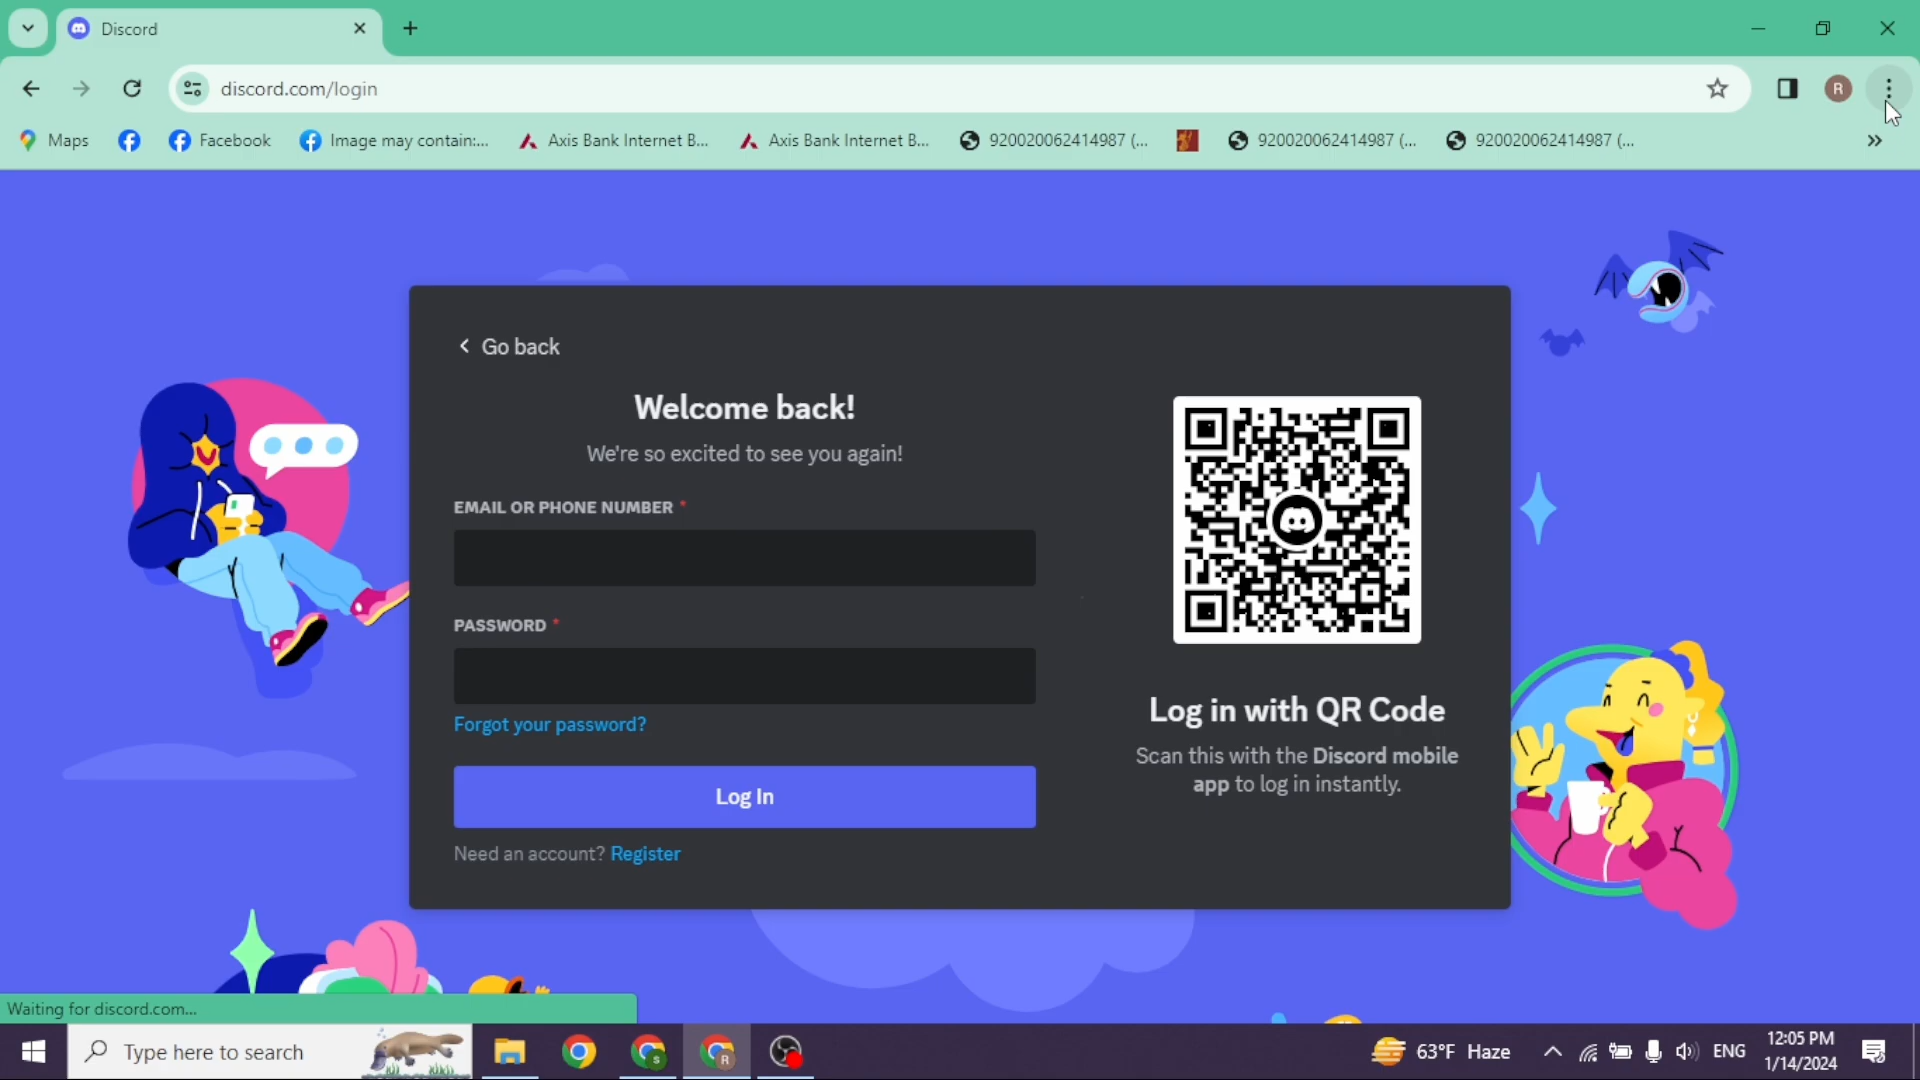 Discord
discord.com/login
R
Maps
Facebook
Image may contain:...
Axis Bank Internet B...
Axis Bank Internet B...
920020062414987 (...
920020062414987 (...
920020062414987 (...
Go back
Welcome back!
We're so excited to see you again!
EMAIL OR PHONE NUMBER *
PASSWORD *
Forgot your password?
Log In
Need an account? Register
Log in with QR Code
Scan this with the Discord mobile
app to log in instantly.
Waiting for discord.com...
Type here to search
S
R
63°F Haze
ENG
12:05 PM
1/14/2024